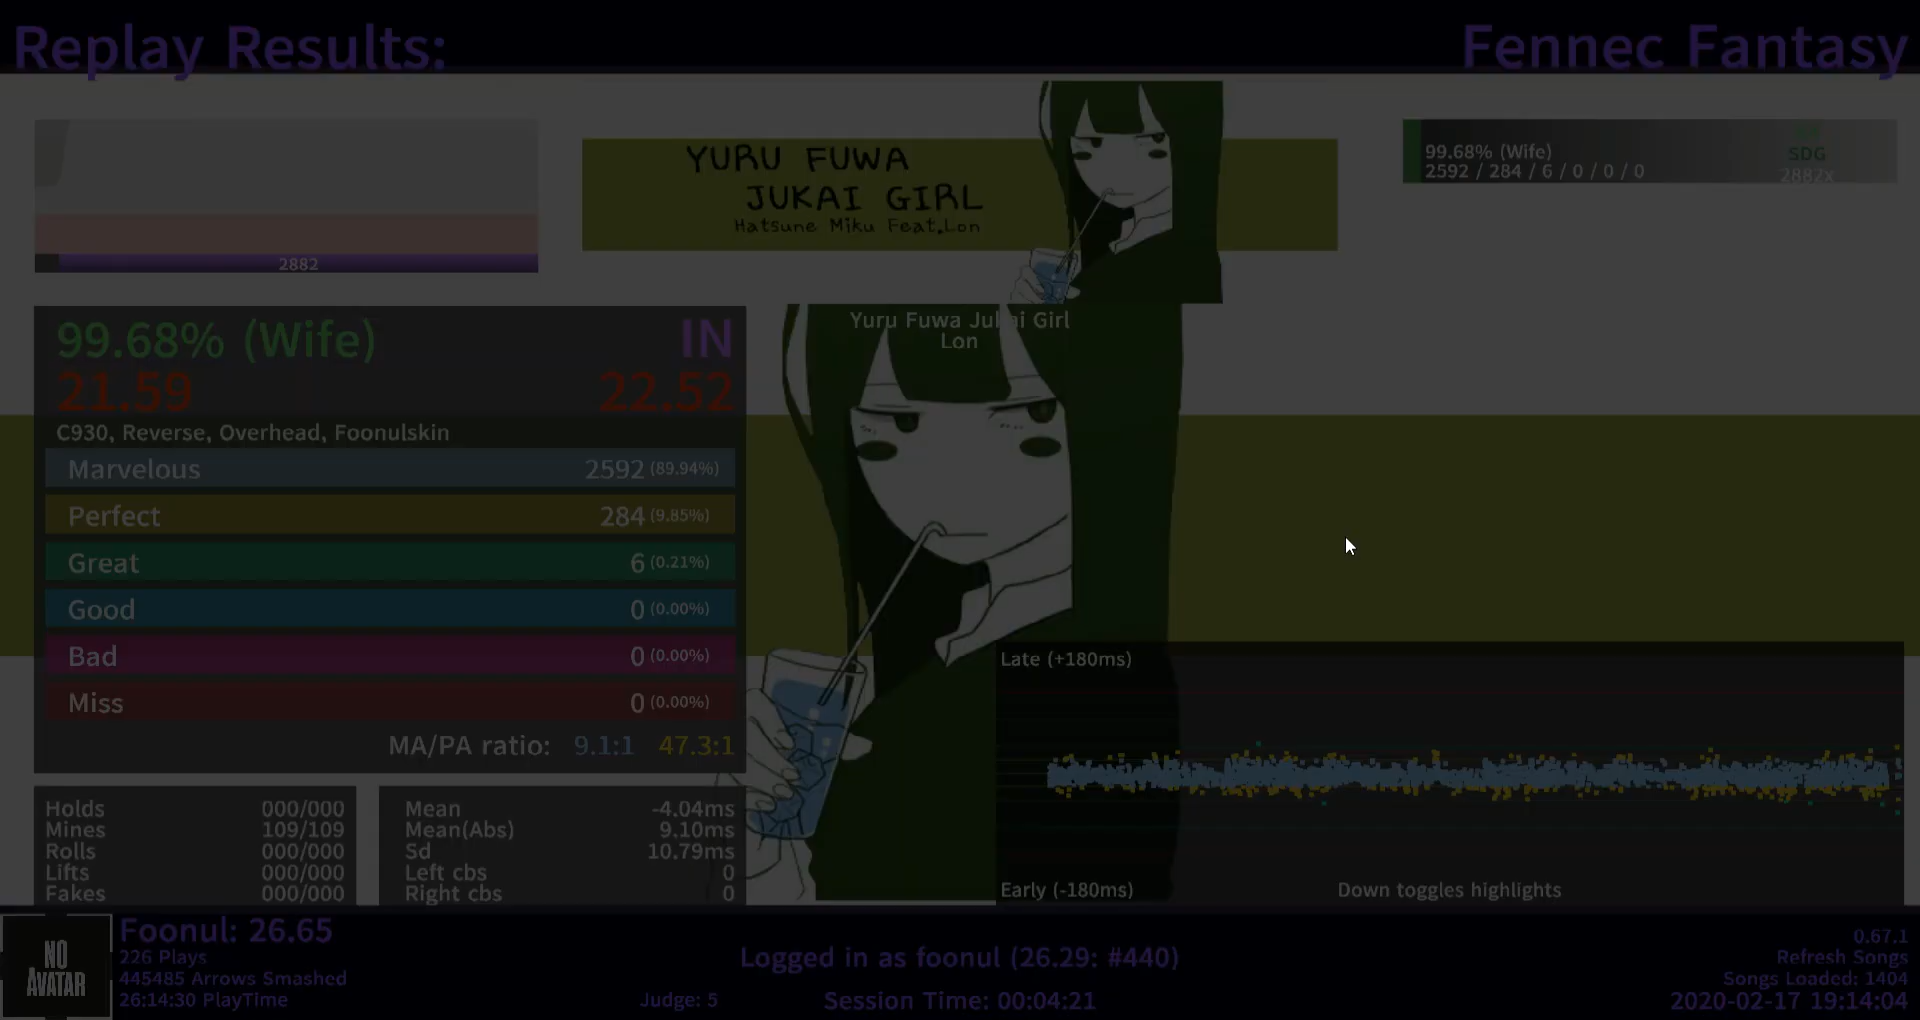 Replay Results:
Fennec Fantasy
2882
YURU FUWA
JUKAI GIRL
Hatsune Miku Feat.Lon
99.68% (Wife)
2592 / 284 / 6 / 0 / 0 / 0
SDG
2882x
99.68% (Wife) IN
21.59 22.52
C930, Reverse, Overhead, Foonulskin
Marvelous 2592 (89.94%)
Perfect 284 (9.85%)
Great 6 (0.21%)
Good 0 (0.00%)
Bad 0 (0.00%)
Miss 0 (0.00%)
MA/PA ratio: 9.1:1 47.3:1
Yuru Fuwa Jukai Girl
Lon
Holds 000/000
Mines 109/109
Rolls 000/000
Lifts 000/000
Fakes 000/000
Mean -4.04ms
Mean(Abs) 9.10ms
Sd 10.79ms
Left cbs 0
Right cbs 0
Late (+180ms)
Early (-180ms)
Down toggles highlights
NO
AVATAR
Foonul: 26.65
226 Plays
445485 Arrows Smashed
26:14:30 PlayTime
Judge: 5
Logged in as foonul (26.29: #440)
Session Time: 00:04:21
0.67.1
Refresh Songs
Songs Loaded: 1404
2020-02-17 19:14:04